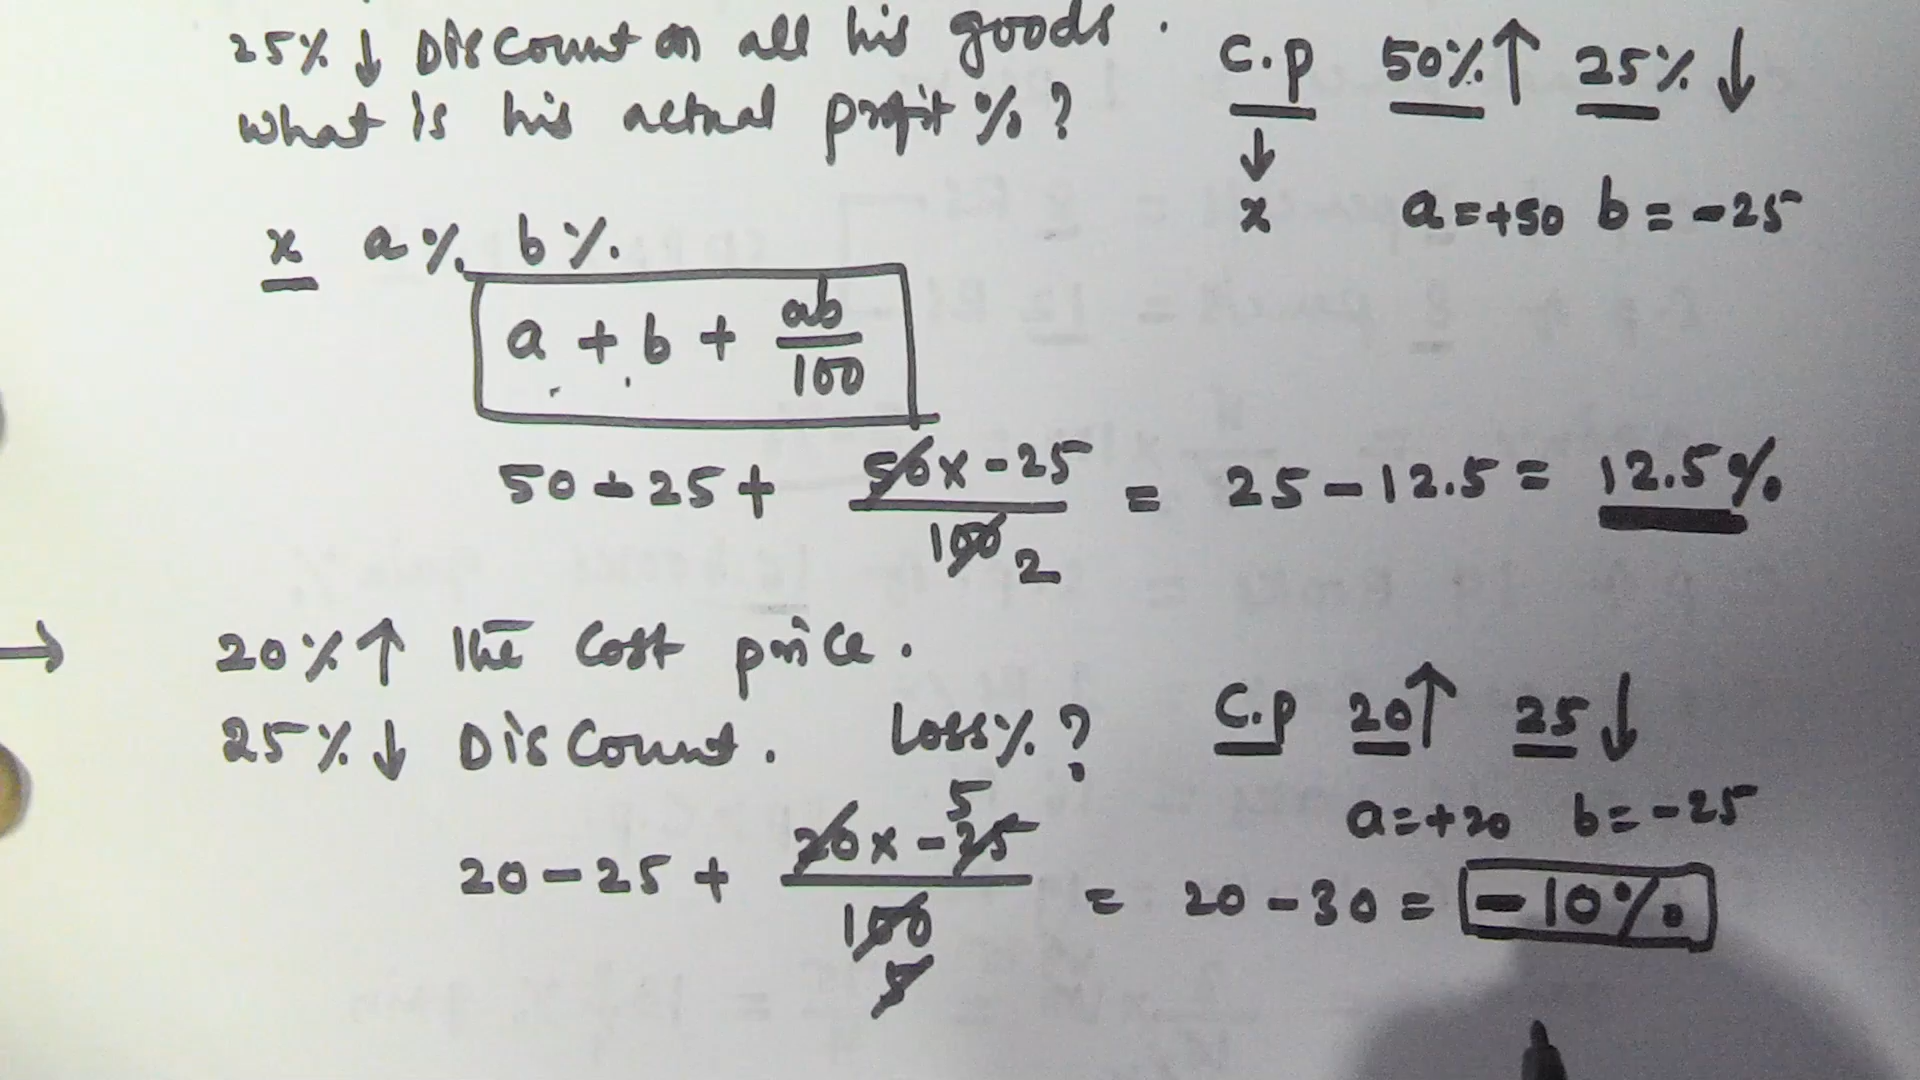 25% ↓ Discount on all his goods.
What is his actual profit %?
C.P 50% ↑ 25% ↓
↓
x a = +50 b = -25
x a% b%.
a + b + ab/100
50 - 25 + 50x-25/100 2 = 25 - 12.5 = 12.5%
→ 20% ↑ the Cost price.
25% ↓ Discount. Loss% ?
C.P 20 ↑ 25 ↓
a = +20 b = -25
20 - 25 + 20x-25/100 5 5 = 20 - 30 = -10%